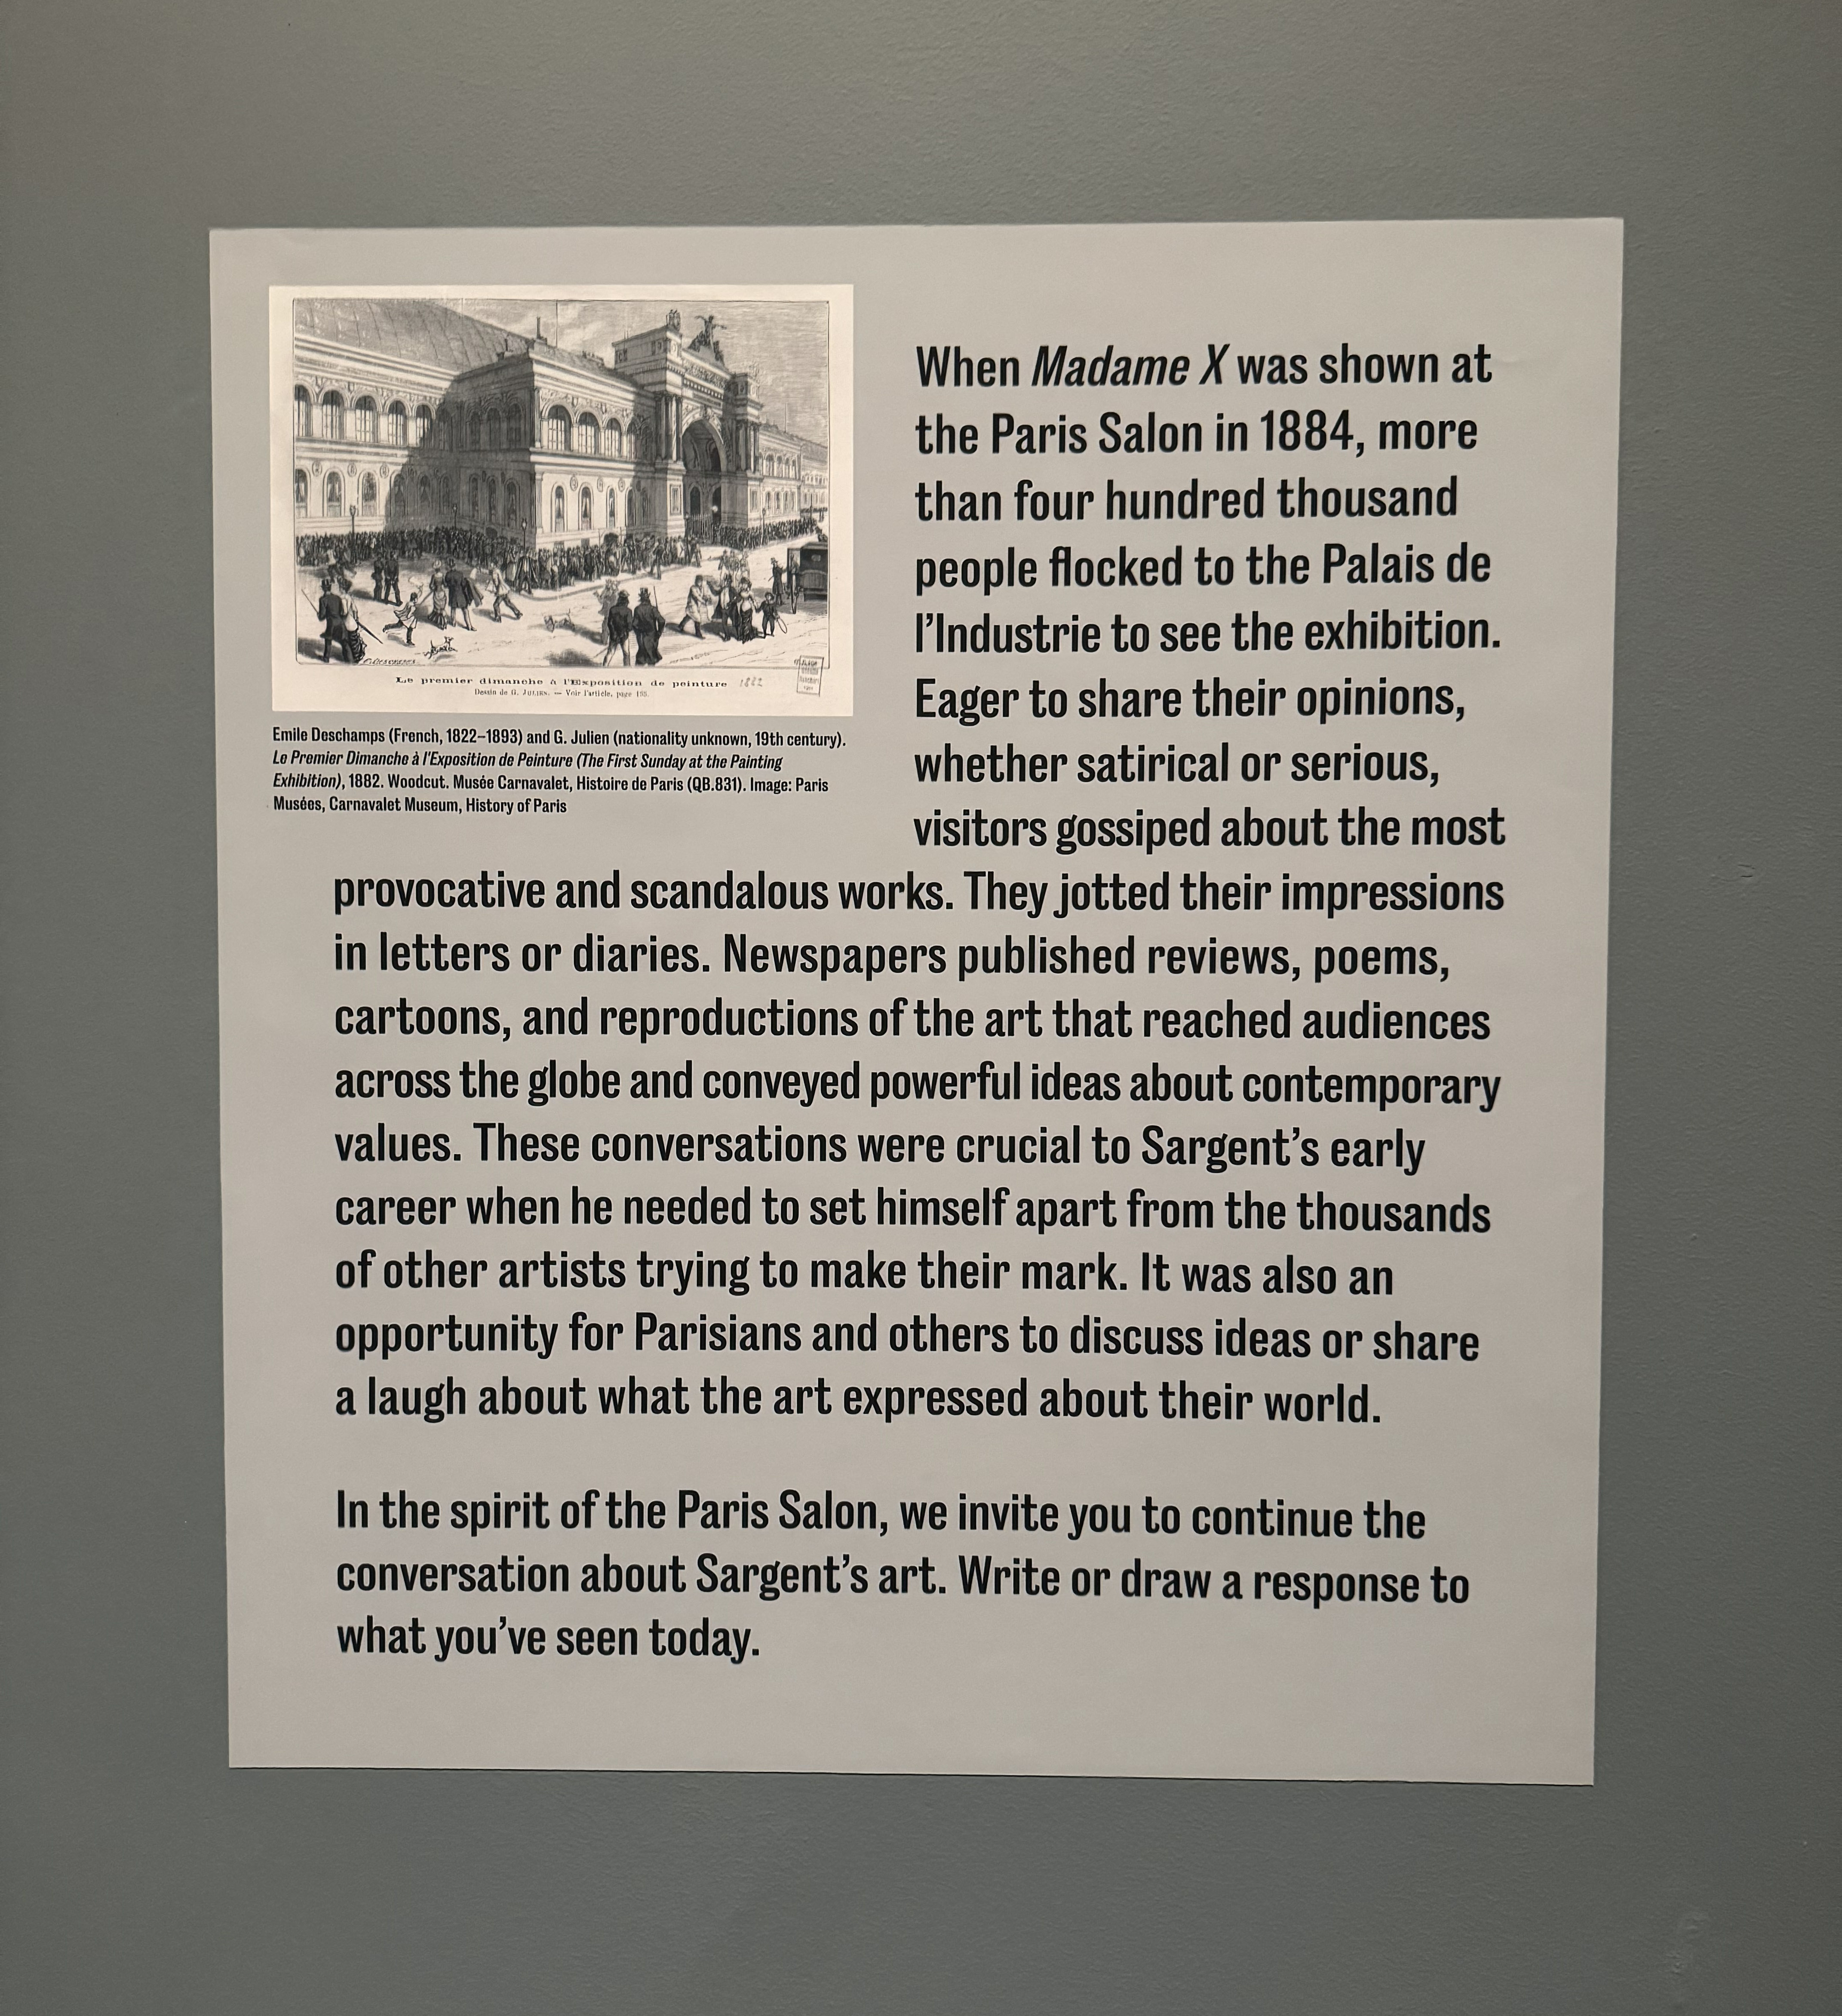 Le premier dimanche à l'Exposition de peinture 1882
Dessin de G. JULIEN. — Voir l'article, page 195.
Emile Deschamps (French, 1822–1893) and G. Julien (nationality unknown, 19th century).
Le Premier Dimanche à l'Exposition de Peinture (The First Sunday at the Painting
Exhibition), 1882. Woodcut. Musée Carnavalet, Histoire de Paris (QB.831). Image: Paris
Musées, Carnavalet Museum, History of Paris
When Madame X was shown at
the Paris Salon in 1884, more
than four hundred thousand
people flocked to the Palais de
l’Industrie to see the exhibition.
Eager to share their opinions,
whether satirical or serious,
visitors gossiped about the most
provocative and scandalous works. They jotted their impressions
in letters or diaries. Newspapers published reviews, poems,
cartoons, and reproductions of the art that reached audiences
across the globe and conveyed powerful ideas about contemporary
values. These conversations were crucial to Sargent’s early
career when he needed to set himself apart from the thousands
of other artists trying to make their mark. It was also an
opportunity for Parisians and others to discuss ideas or share
a laugh about what the art expressed about their world.
In the spirit of the Paris Salon, we invite you to continue the
conversation about Sargent’s art. Write or draw a response to
what you’ve seen today.